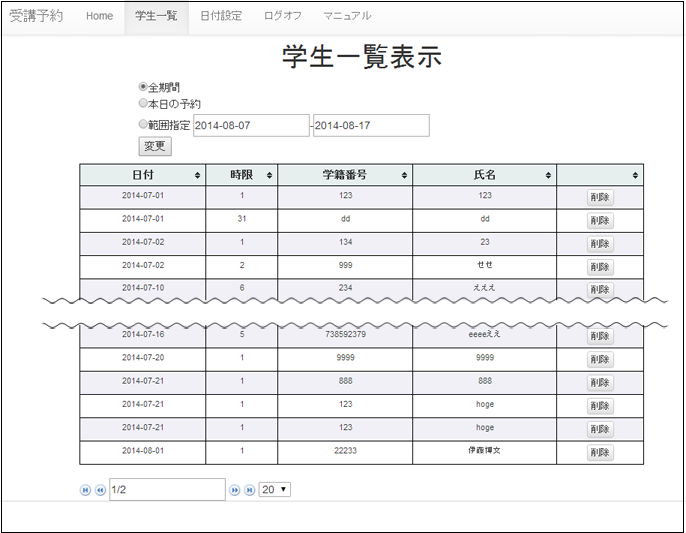 受講予約 Home 学生一覧 日付設定 ログオフ マニュアル
学生一覧表示
全期間
本日の予約
範囲指定 2014-08-07 - 2014-08-17
変更
日付 時限 学籍番号 氏名
2014-07-01 1 123 123 削除
2014-07-01 31 dd dd 削除
2014-07-02 1 134 23 削除
2014-07-02 2 999 せせ 削除
2014-07-10 6 234 えええ 削除
2014-07-16 5 738592379 eeeeええ 削除
2014-07-20 1 9999 9999 削除
2014-07-21 1 888 888 削除
2014-07-21 1 123 hoge 削除
2014-07-21 1 123 hoge 削除
2014-08-01 1 22233 伊藤博文 削除
1/2 20